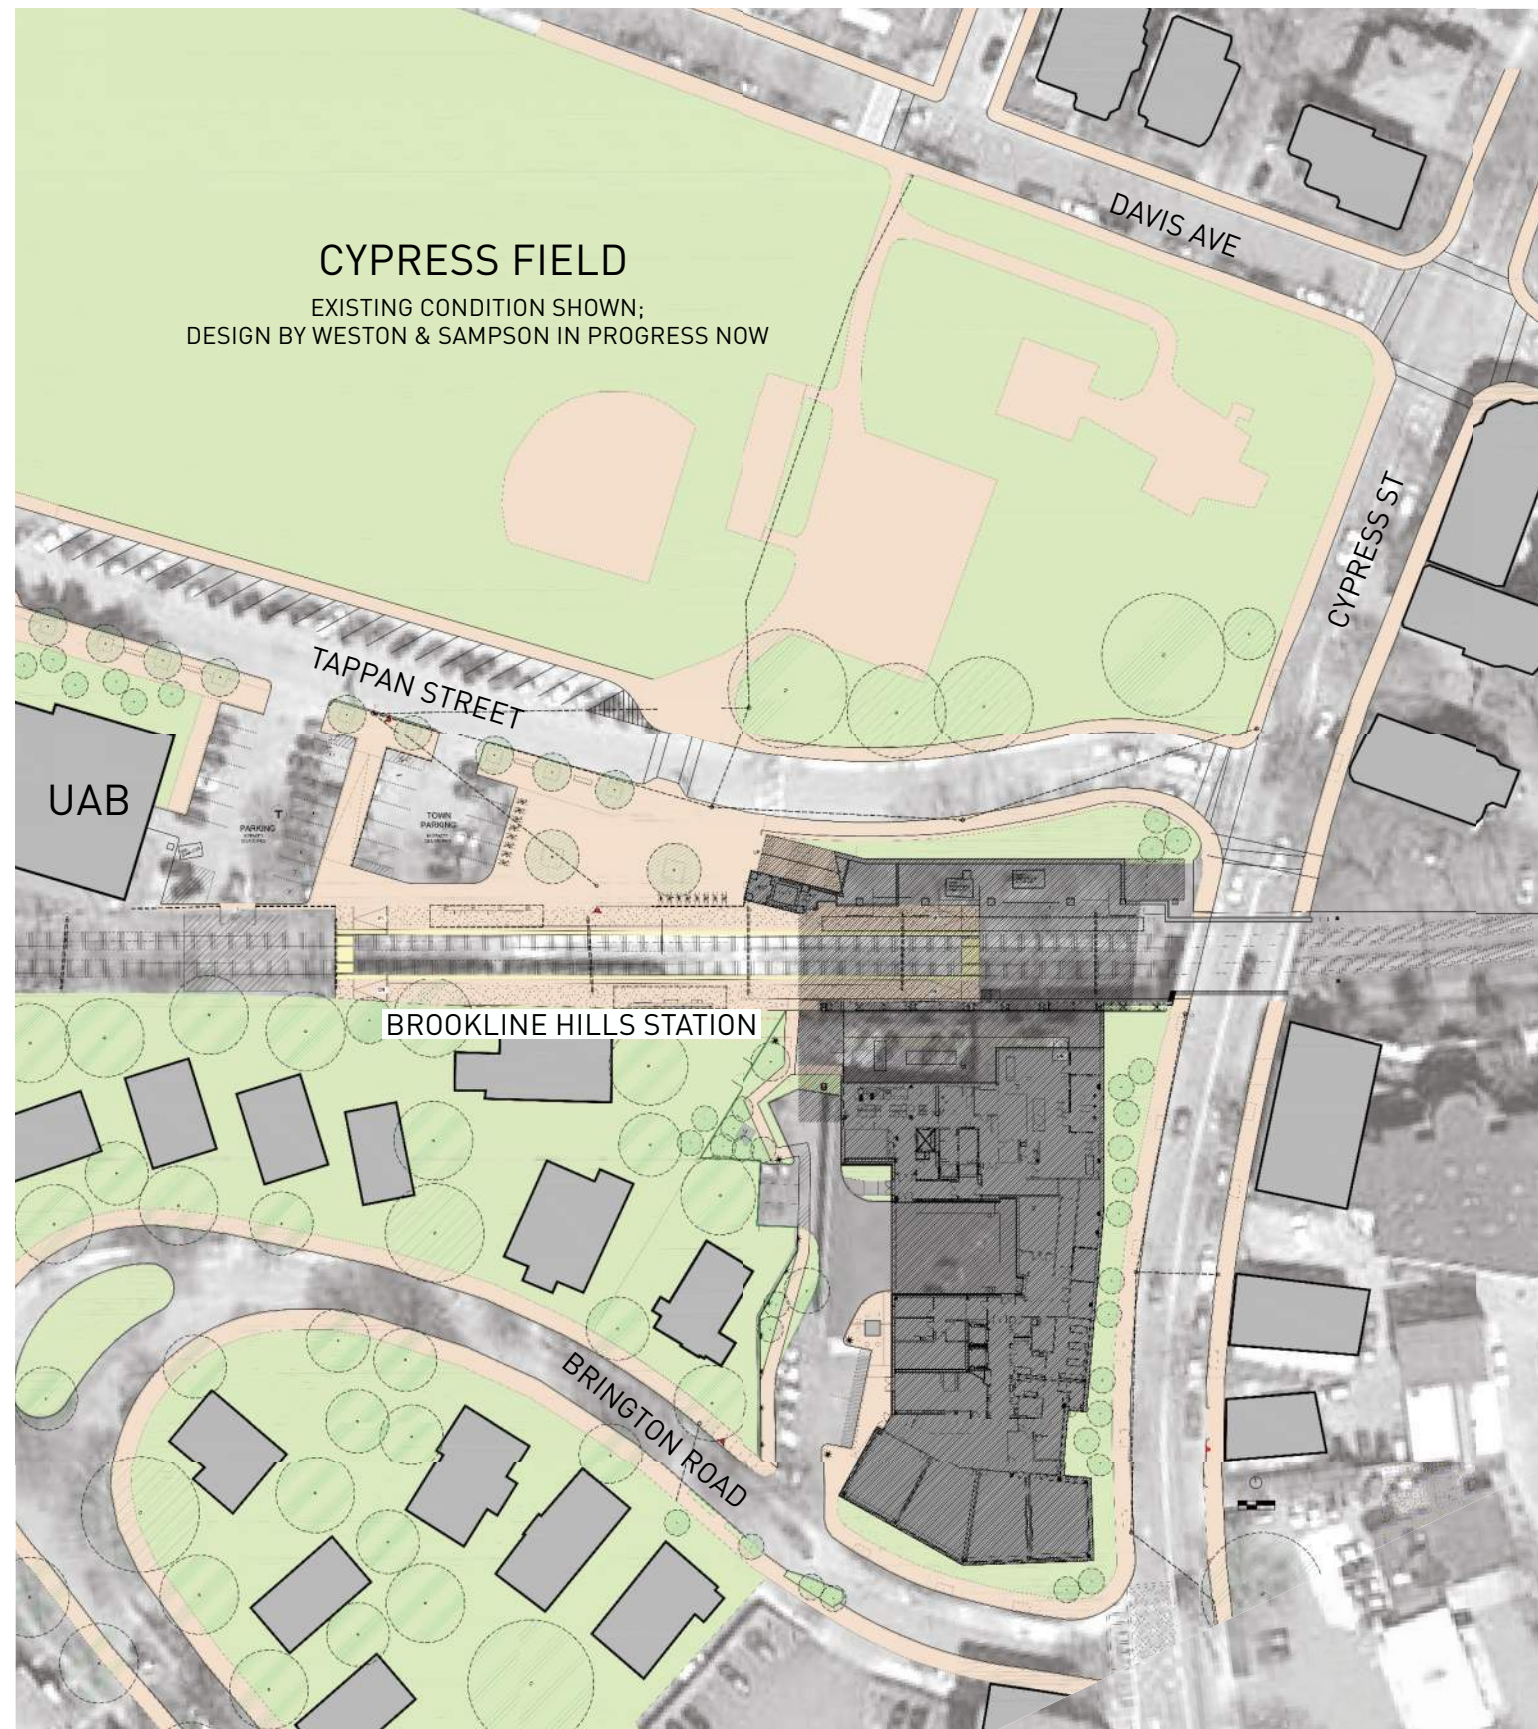 DAVIS AVE
CYPRESS FIELD
EXISTING CONDITION SHOWN;
DESIGN BY WESTON & SAMPSON IN PROGRESS NOW
CYPRESS ST
TAPPAN STREET
UAB
T
PARKING
TOWN
PARKING
BROOKLINE HILLS STATION
BRINGTON ROAD